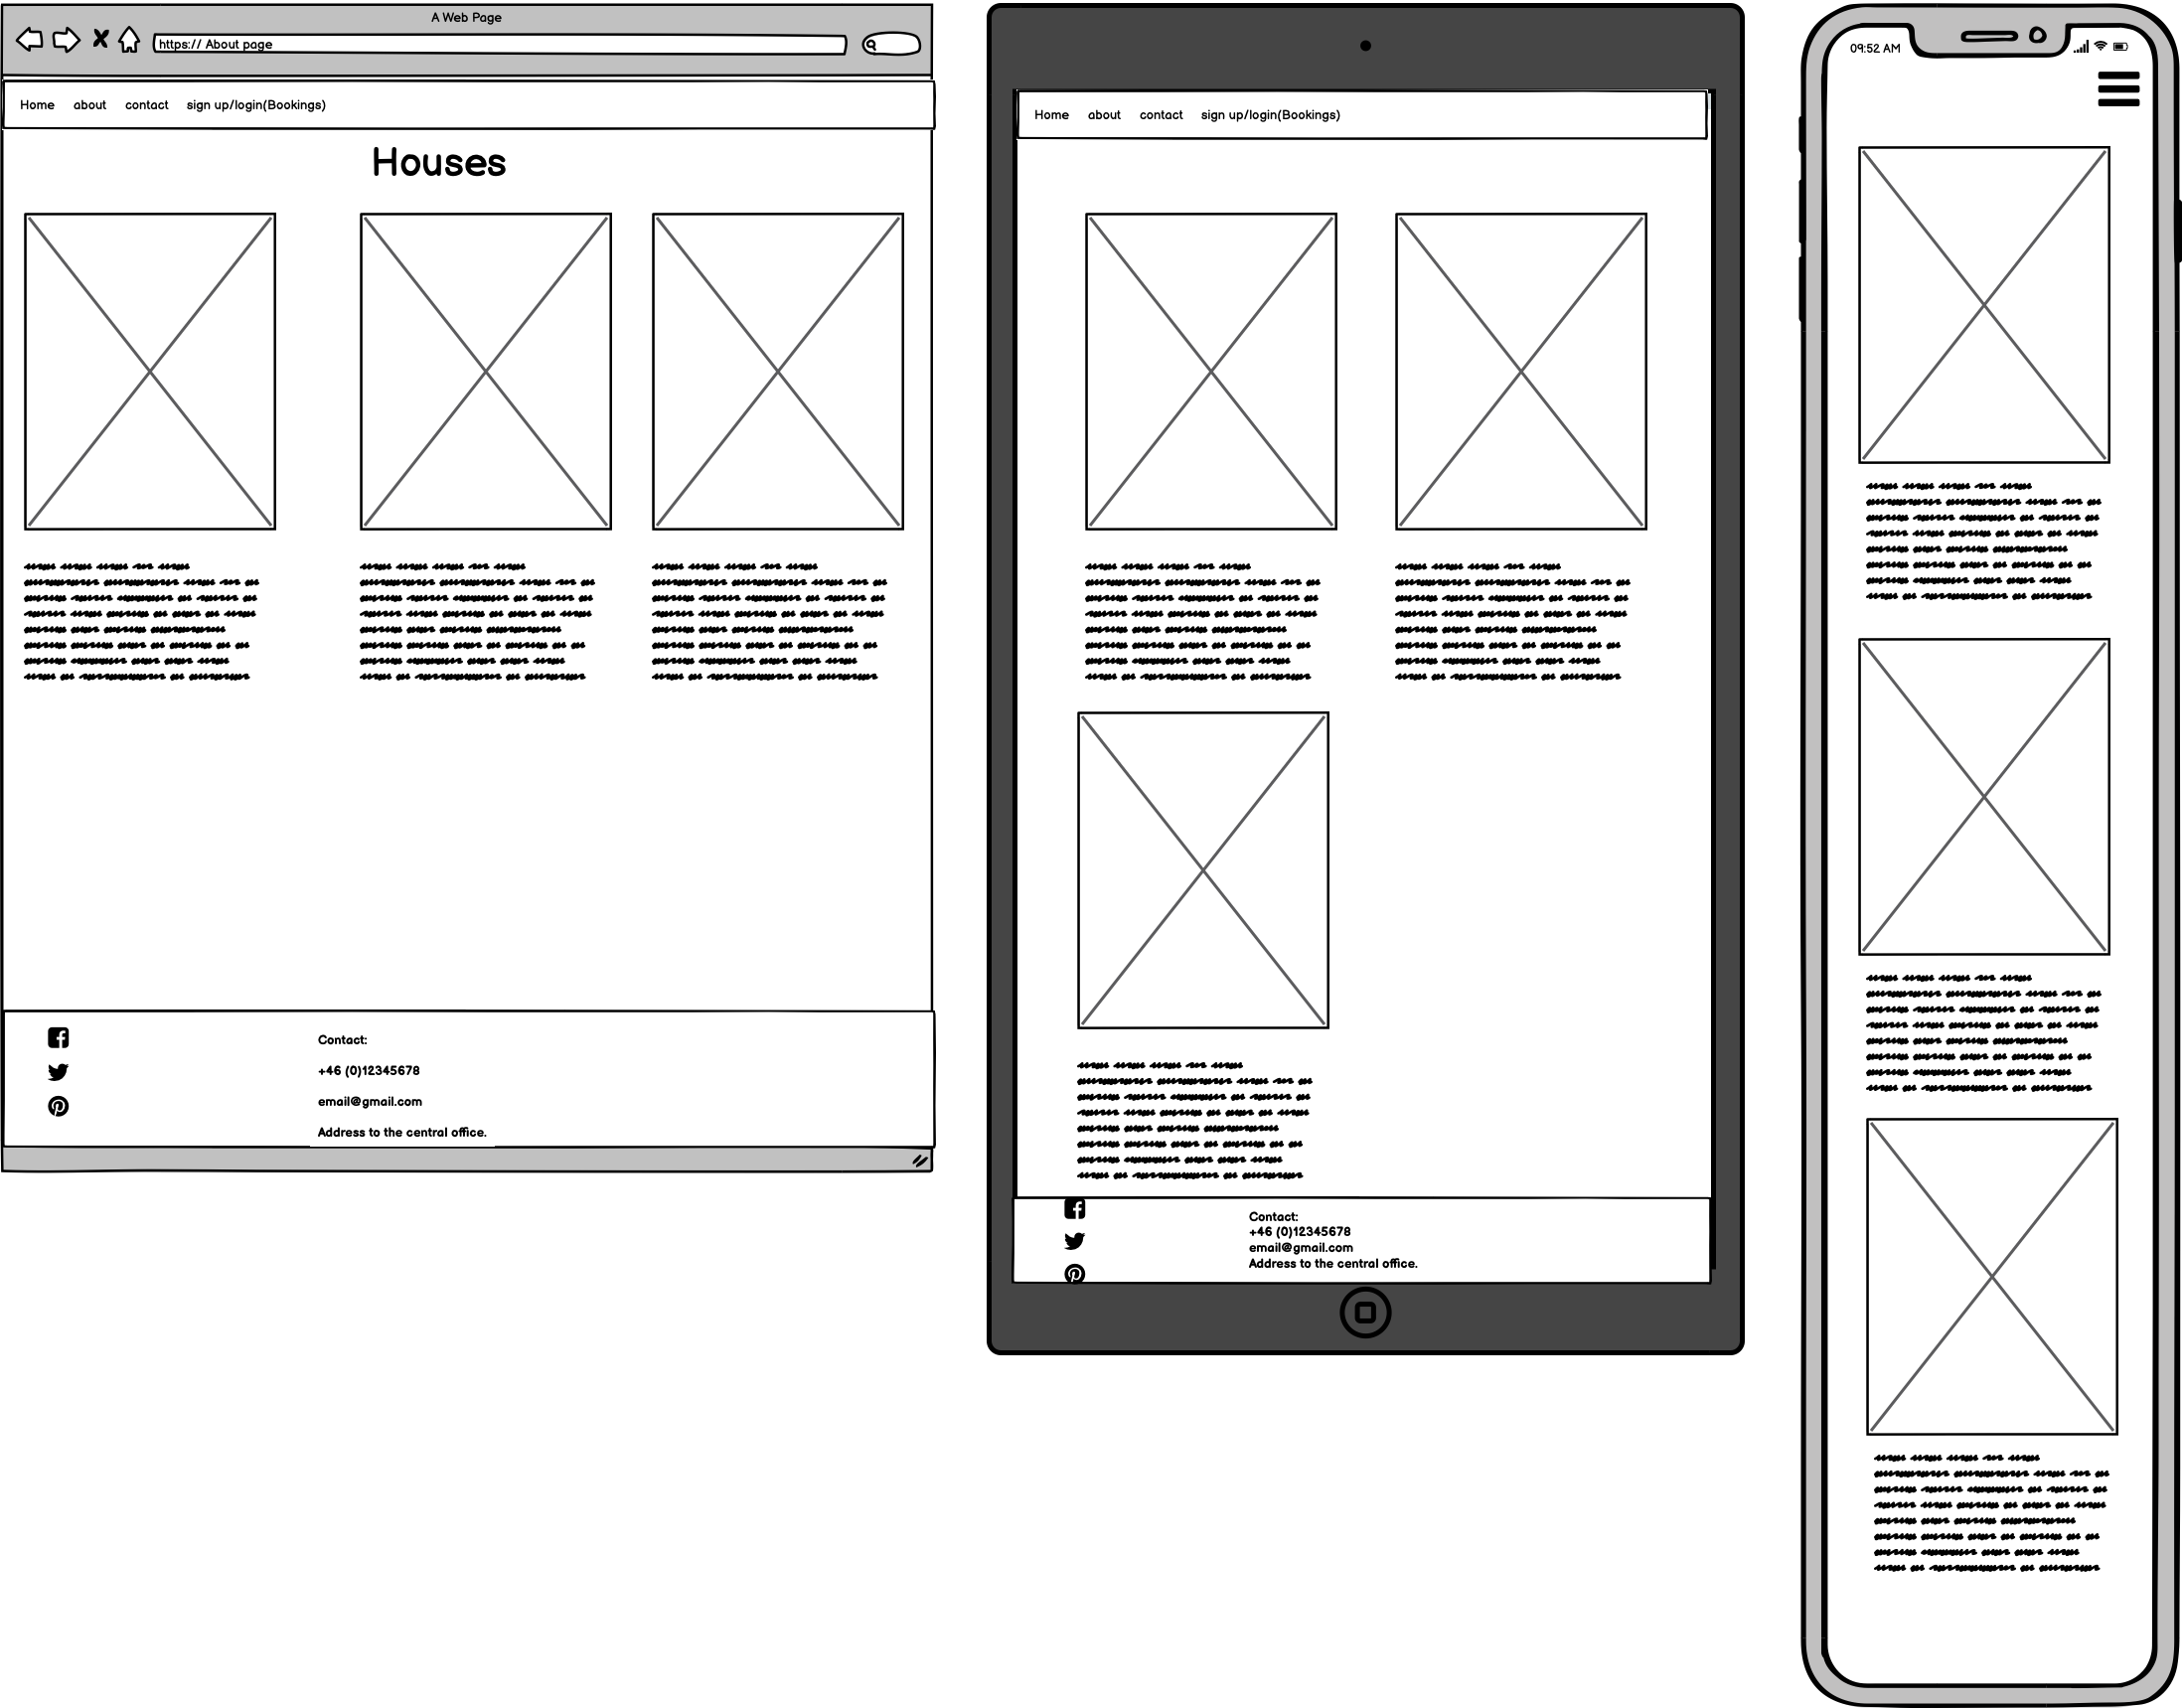 A Web Page
https:// About page
Home about contact sign up/login(Bookings)
Houses
Contact:
+46 (0)12345678
email@gmail.com
Address to the central office.
Home about contact sign up/login(Bookings)
Contact:
+46 (0)12345678
email@gmail.com
Address to the central office.
09:52 AM